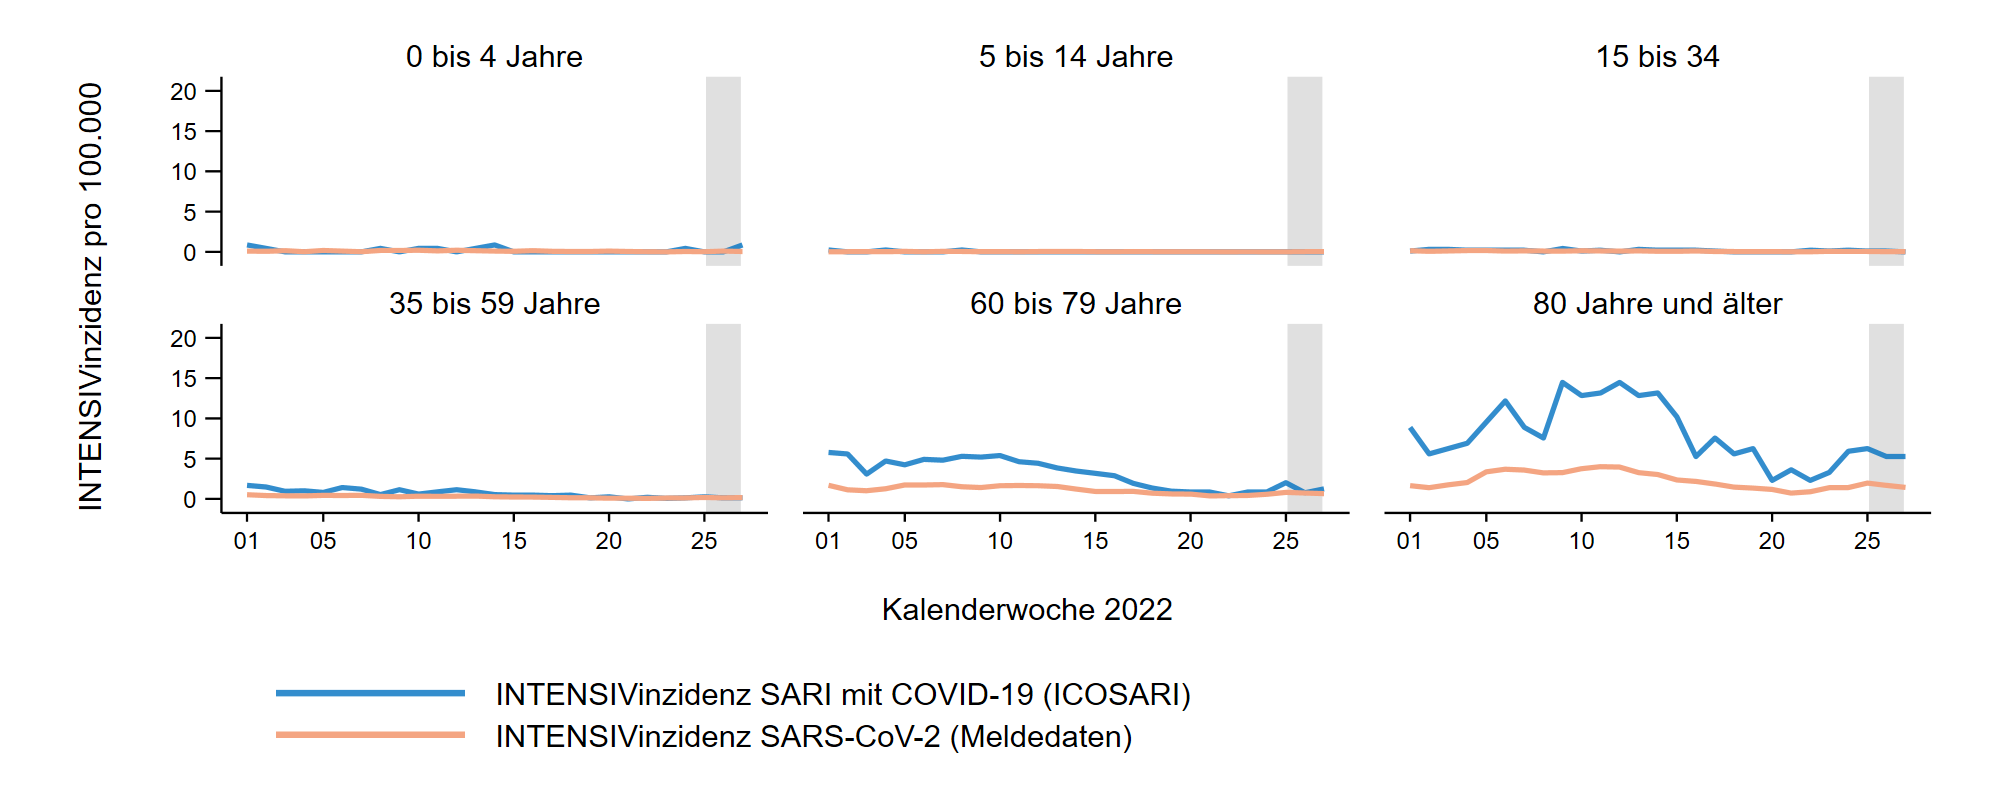 0 bis 4 Jahre
5 bis 14 Jahre
15 bis 34
INTENSIVinzidenz pro 100.000
20
15
10
5
0
35 bis 59 Jahre
60 bis 79 Jahre
80 Jahre und älter
20
15
10
5
0
01 05 10 15 20 25
01 05 10 15 20 25
01 05 10 15 20 25
Kalenderwoche 2022
INTENSIVinzidenz SARI mit COVID-19 (ICOSARI)
INTENSIVinzidenz SARS-CoV-2 (Meldedaten)